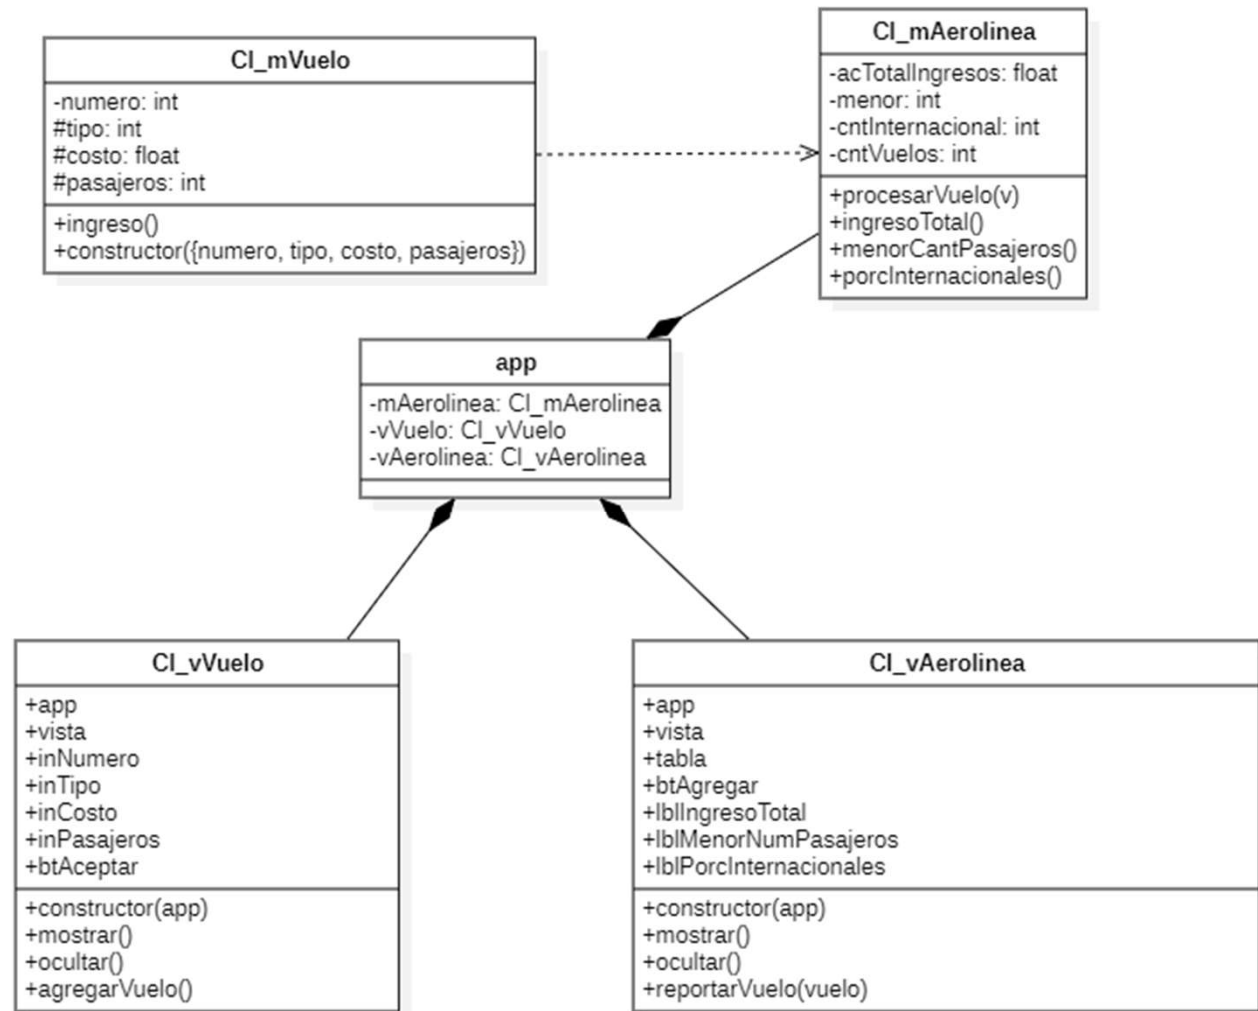 Cl_mVuelo
-numero: int
#tipo: int
#costo: float
#pasajeros: int
+ingreso()
+constructor({numero, tipo, costo, pasajeros})
Cl_mAerolinea
-acTotalIngresos: float
-menor: int
-cntInternacional: int
-cntVuelos: int
+procesarVuelo(v)
+ingresoTotal()
+menorCantPasajeros()
+porcInternacionales()
app
-mAerolinea: Cl_mAerolinea
-vVuelo: Cl_vVuelo
-vAerolinea: Cl_vAerolinea
Cl_vVuelo
+app
+vista
+inNumero
+inTipo
+inCosto
+inPasajeros
+btAceptar
+constructor(app)
+mostrar()
+ocultar()
+agregarVuelo()
Cl_vAerolinea
+app
+vista
+tabla
+btAgregar
+lblIngresoTotal
+lblMenorNumPasajeros
+lblPorcInternacionales
+constructor(app)
+mostrar()
+ocultar()
+reportarVuelo(vuelo)